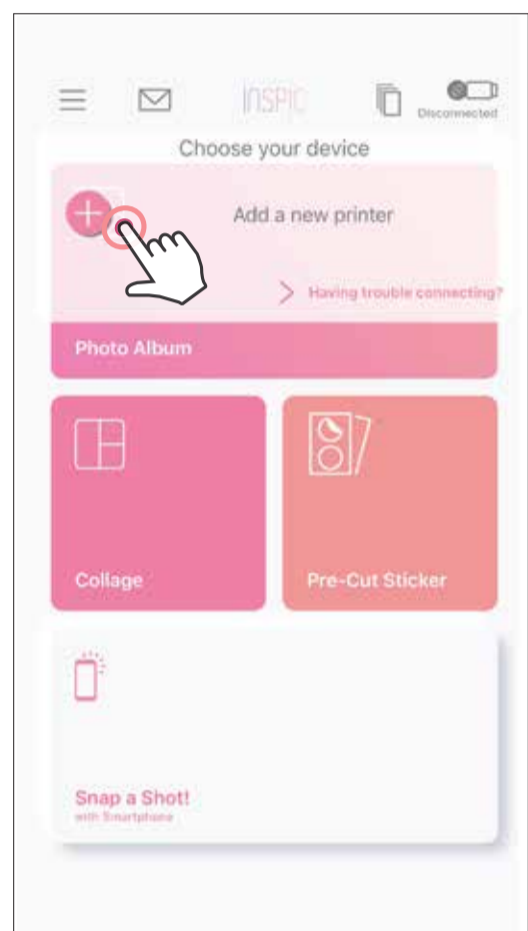 INSPiC
Disconnected
Choose your device
Add a new printer
Having trouble connecting?
Photo Album
Collage
Pre-Cut Sticker
Snap a Shot!
with Smartphone